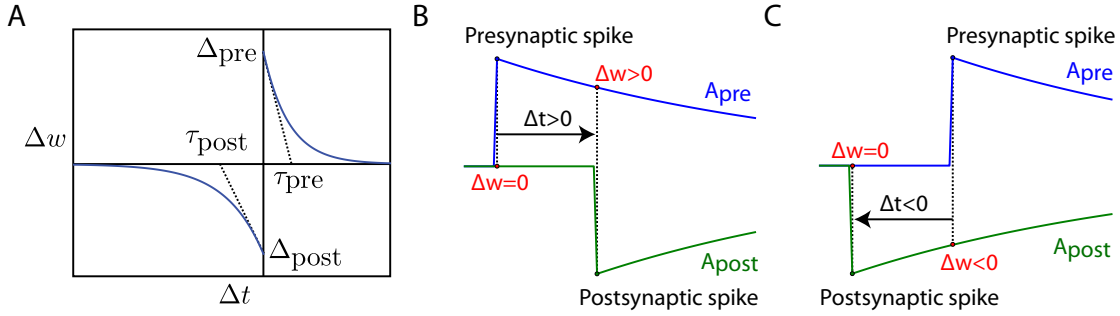 A
Δpre
Δw
τpost
τpre
Δpost
Δt
B
Presynaptic spike
Δw>0
Apre
Δt>0
Δw=0
Apost
Postsynaptic spike
C
Presynaptic spike
Apre
Δw=0
Δt<0
Δw<0
Apost
Postsynaptic spike